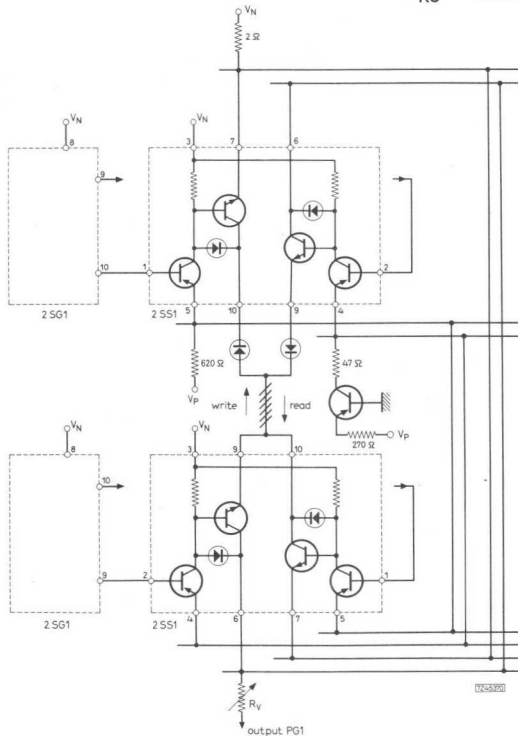 V_N
2 Ω
V_N
8
V_N
3
7
6
9
10
1
2
2 SG1
2 SS1
5
10
9
4
620 Ω
47 Ω
V_P
write
read
V_P
270 Ω
V_N
8
V_N
3
9
10
10
9
2
1
2 SG1
2 SS1
4
6
7
5
R_V
output PG1